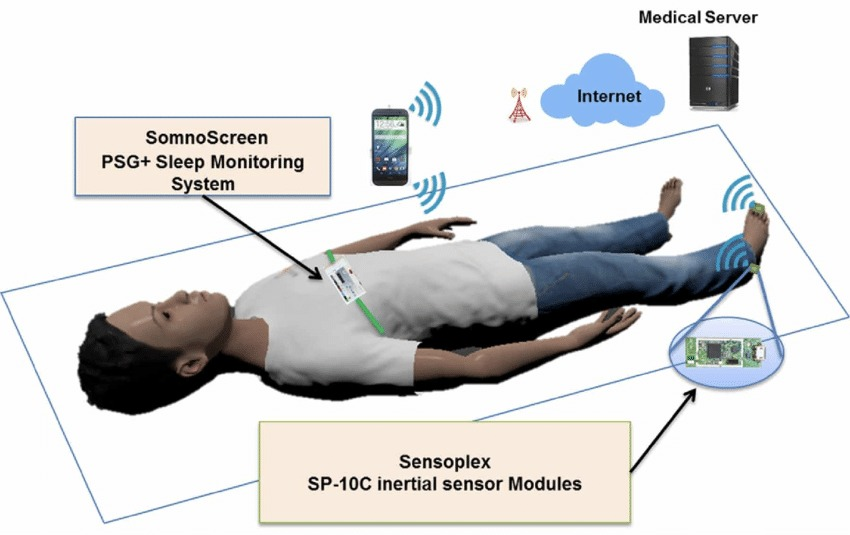 Medical Server
Internet
SomnoScreen
PSG+ Sleep Monitoring
System
Sensoplex
SP-10C inertial sensor Modules